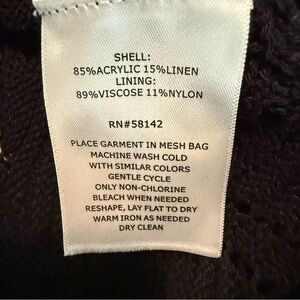 SHELL:
85%ACRYLIC 15%LINEN
LINING:
89%VISCOSE 11%NYLON
RN#58142
PLACE GARMENT IN MESH BAG
MACHINE WASH COLD
WITH SIMILAR COLORS
GENTLE CYCLE
ONLY NON-CHLORINE
BLEACH WHEN NEEDED
RESHAPE, LAY FLAT TO DRY
WARM IRON AS NEEDED
DRY CLEAN